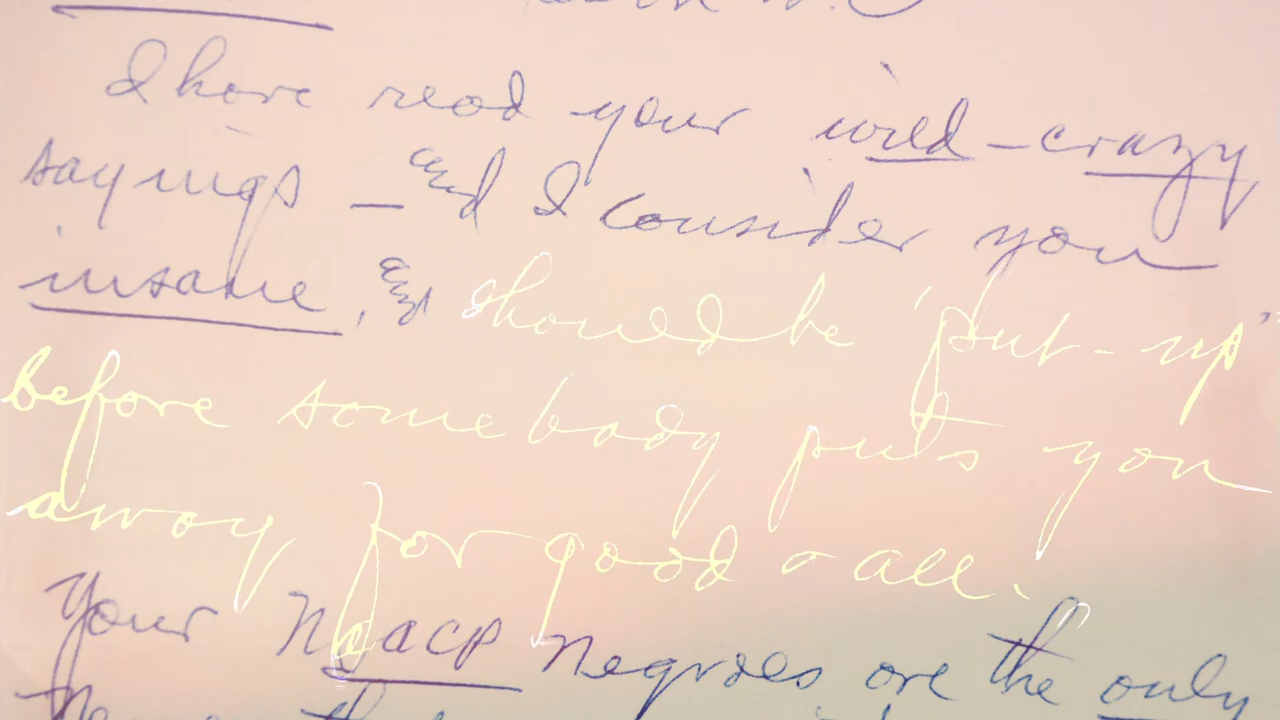 I have read your wild - crazy
sayings - and I consider you
insane, and should be "put-up"
before somebody puts you
away for good & all.
Your NAACP Negroes are the only